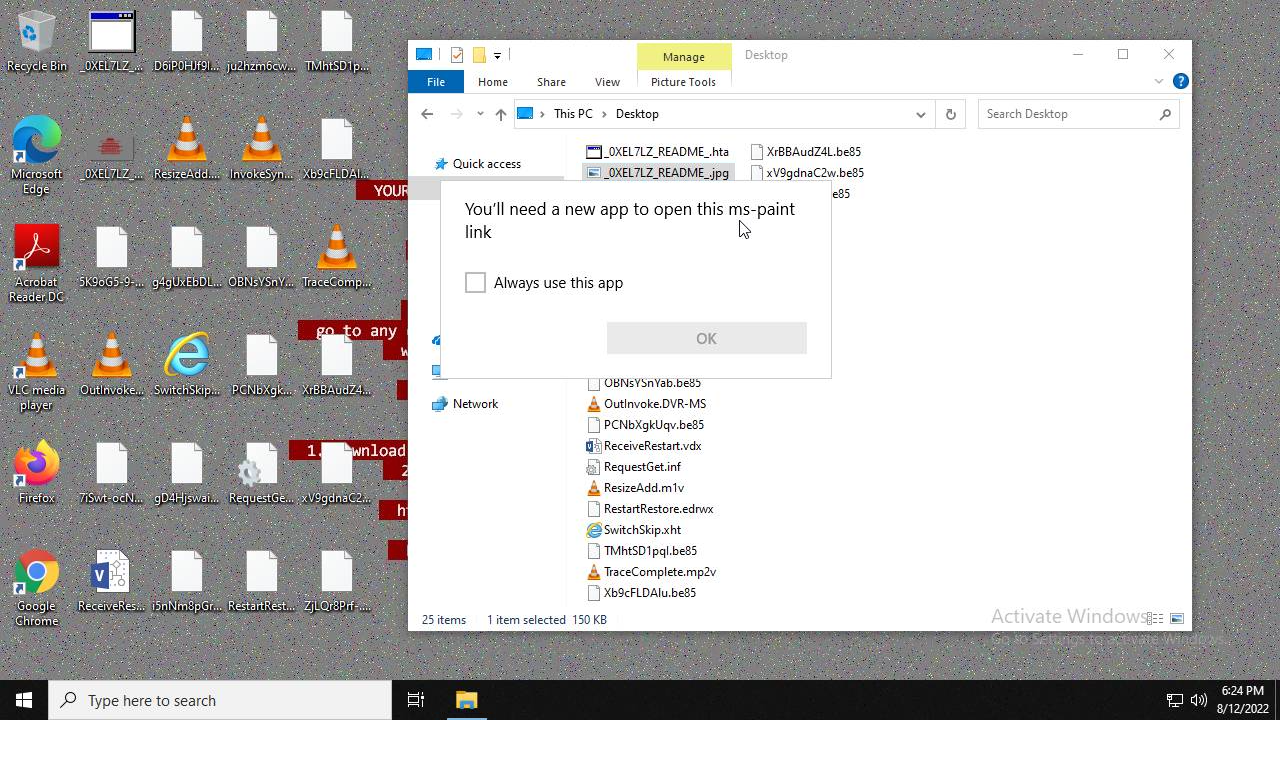 Recycle Bin
_0XEL7LZ_...
D6iP0HJf9l...
ju2hzm6cw...
TMhtSD1p...
Microsoft
Edge
_0XEL7LZ_...
ResizeAdd....
InvokeSyn...
Xb9cFLDAl...
YOUR
Acrobat
Reader DC
5K9oG5-9-...
g4gUxEbDL...
OBNsYSnY...
TraceComp...
go to any
VLC media
player
OutInvoke...
SwitchSkip...
PCNbXgk...
XrBBAudZ4...
1. Download
2
Firefox
7iSwt-ocN...
gD4Hjswai...
RequestGe...
xV9gdnaC2...
Google
Chrome
ReceiveRes...
i5nNm8pGr...
RestartRest...
ZjLQr8Prf-...
Manage
Desktop
File
Home
Share
View
Picture Tools
This PC
Desktop
Search Desktop
Quick access
Network
_0XEL7LZ_README_.hta
_0XEL7LZ_README_.jpg
XrBBAudZ4L.be85
xV9gdnaC2w.be85
e85
You'll need a new app to open this ms-paint
link
Always use this app
OK
OBNsYSnYab.be85
OutInvoke.DVR-MS
PCNbXgkUqv.be85
ReceiveRestart.vdx
RequestGet.inf
ResizeAdd.m1v
RestartRestore.edrwx
SwitchSkip.xht
TMhtSD1pql.be85
TraceComplete.mp2v
Xb9cFLDAlu.be85
25 items
1 item selected 150 KB
Activate Windows
Go to Settings to activate Windows.
Type here to search
6:24 PM
8/12/2022